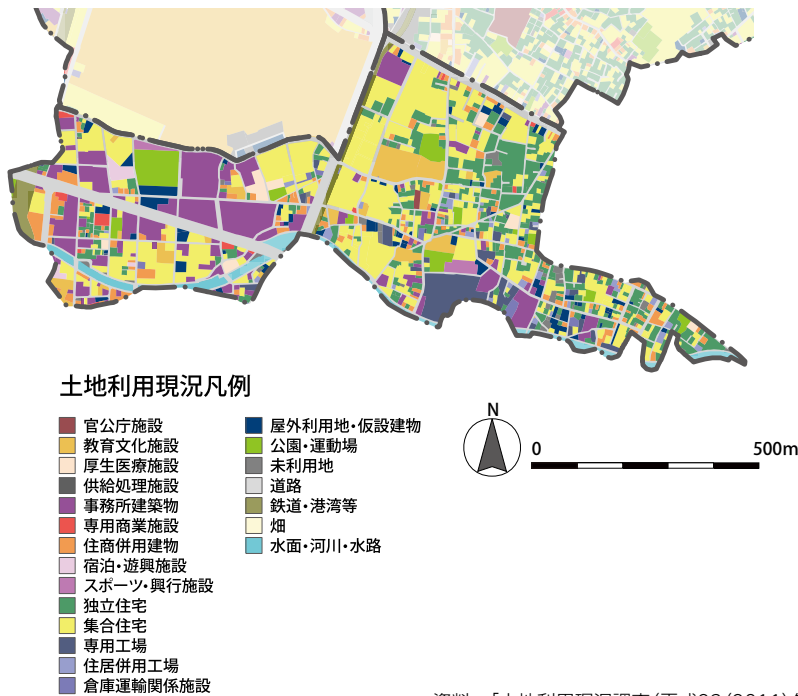 土地利用現況凡例
官公庁施設
教育文化施設
厚生医療施設
供給処理施設
事務所建築物
専用商業施設
住商併用建物
宿泊・遊興施設
スポーツ・興行施設
独立住宅
集合住宅
専用工場
住居併用工場
倉庫運輸関係施設
屋外利用地・仮設建物
公園・運動場
未利用地
道路
鉄道・港湾等
畑
水面・河川・水路
N
0 500m